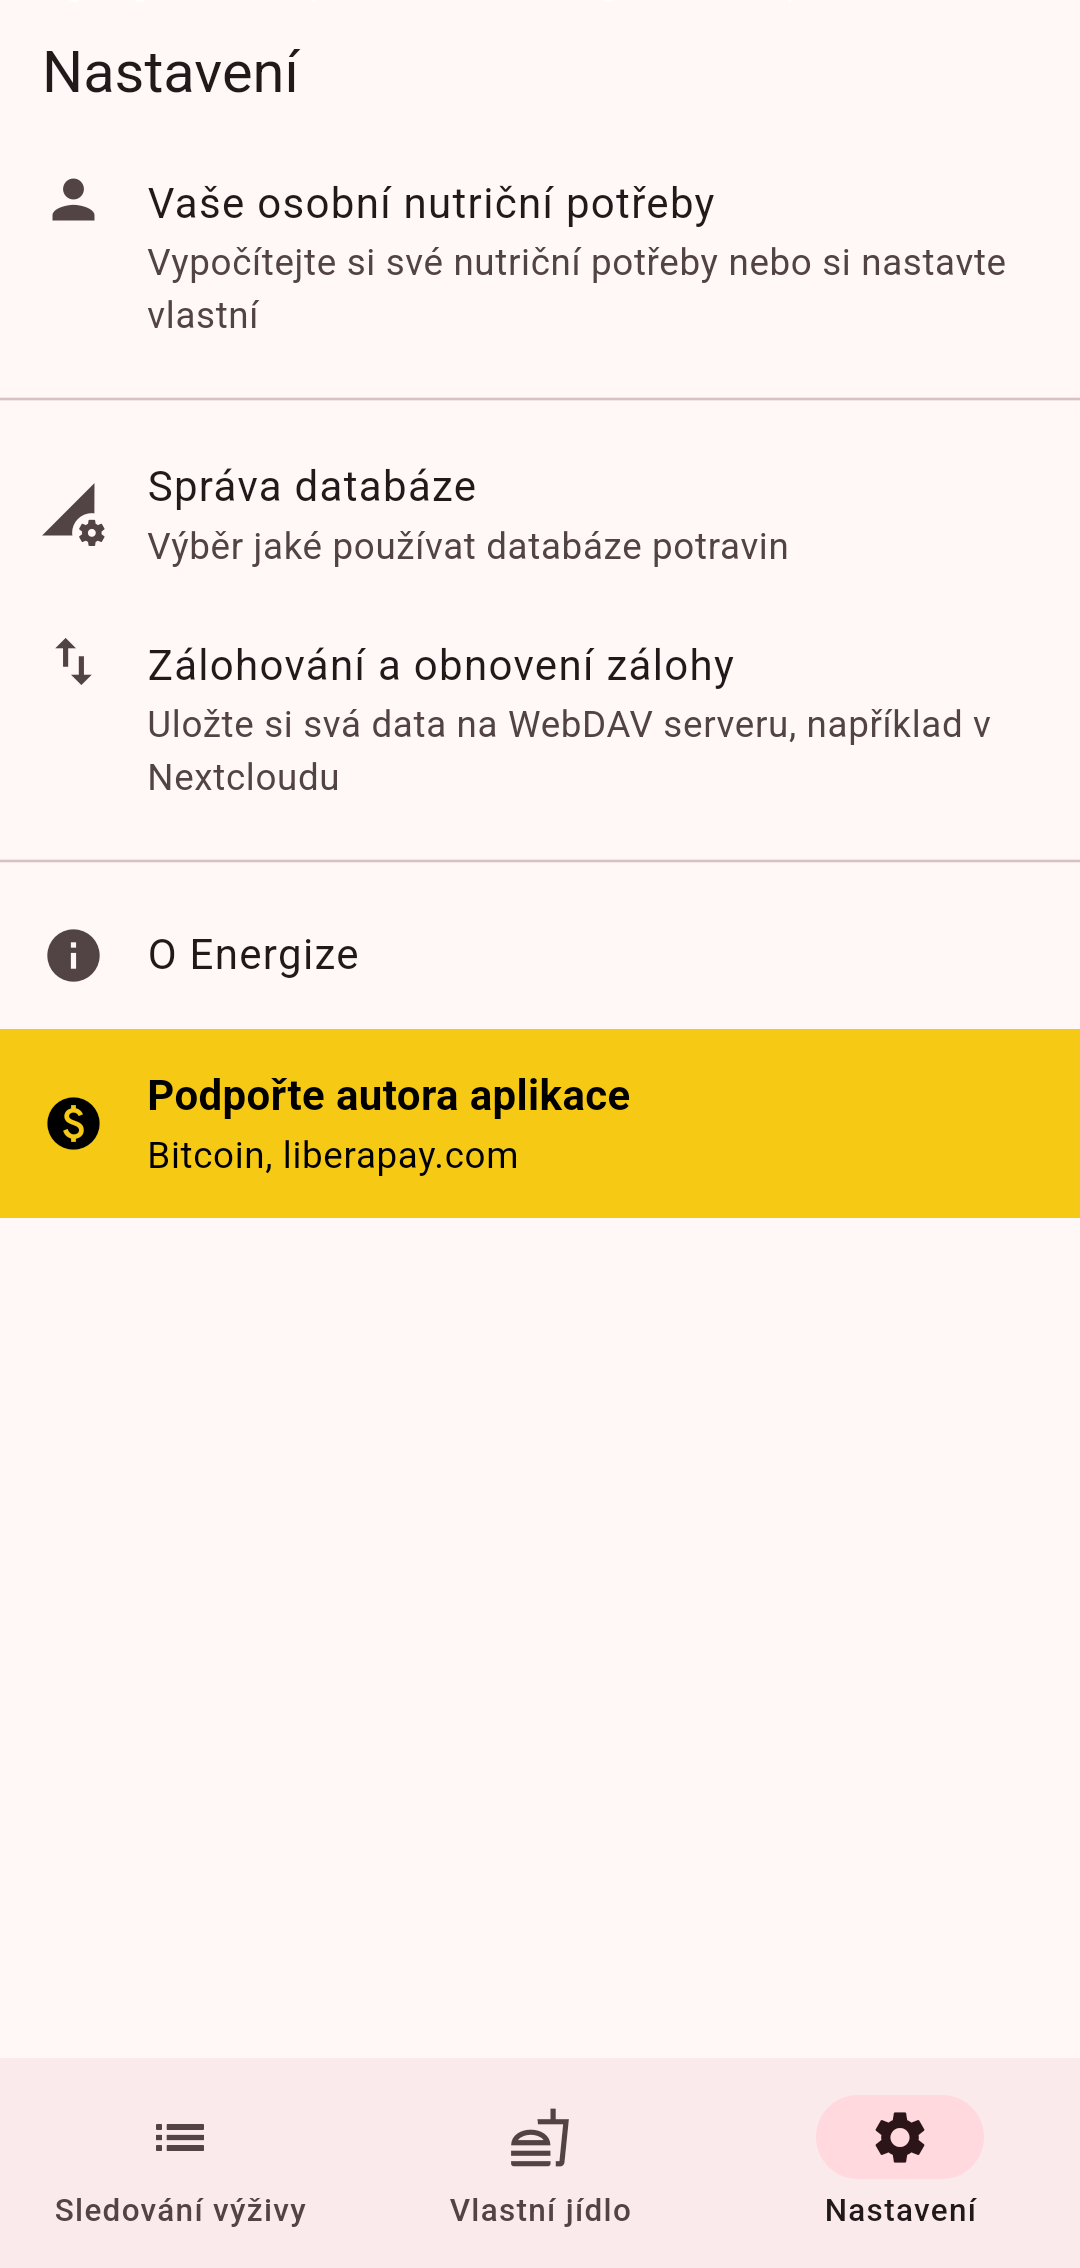 Nastavení
Vaše osobní nutriční potřeby
Vypočítejte si své nutriční potřeby nebo si nastavte
vlastní
Správa databáze
Výběr jaké používat databáze potravin
Zálohování a obnovení zálohy
Uložte si svá data na WebDAV serveru, například v
Nextcloudu
O Energize
Podpořte autora aplikace
Bitcoin, liberapay.com
Sledování výživy
Vlastní jídlo
Nastavení